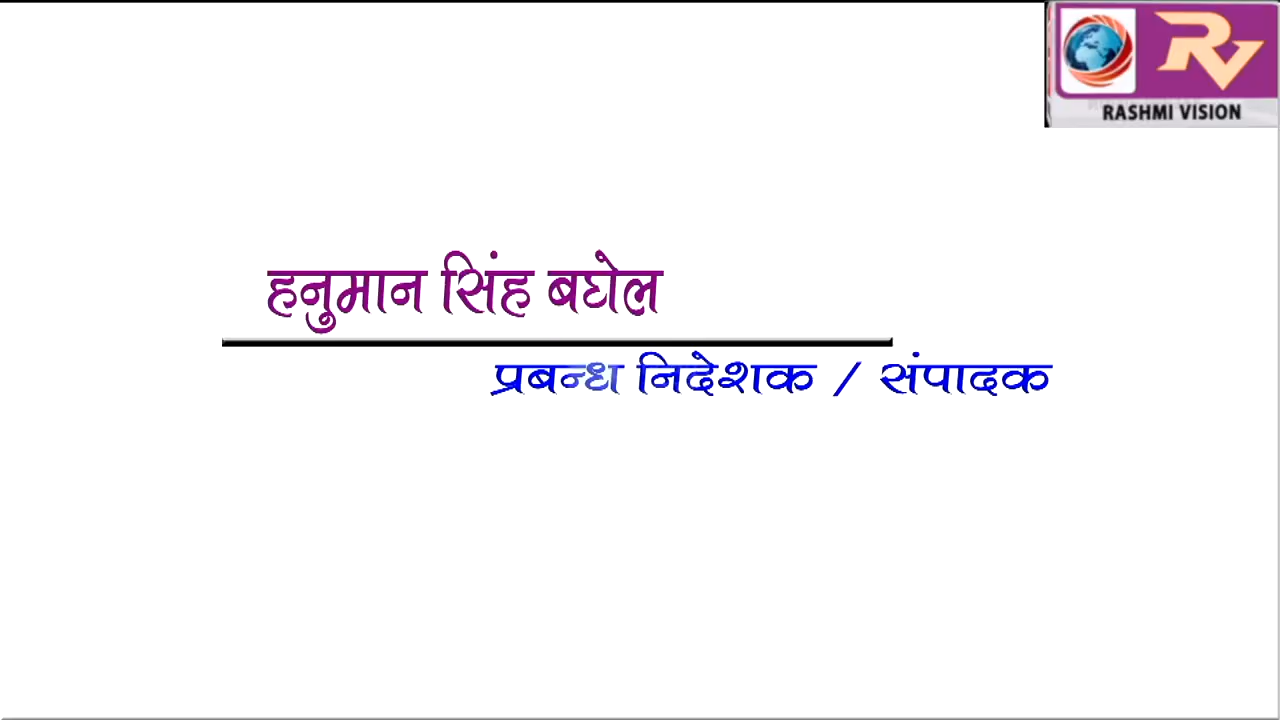 RV
RASHMI VISION
हनुमान सिंह बघेल
प्रबन्ध निदेशक / संपादक